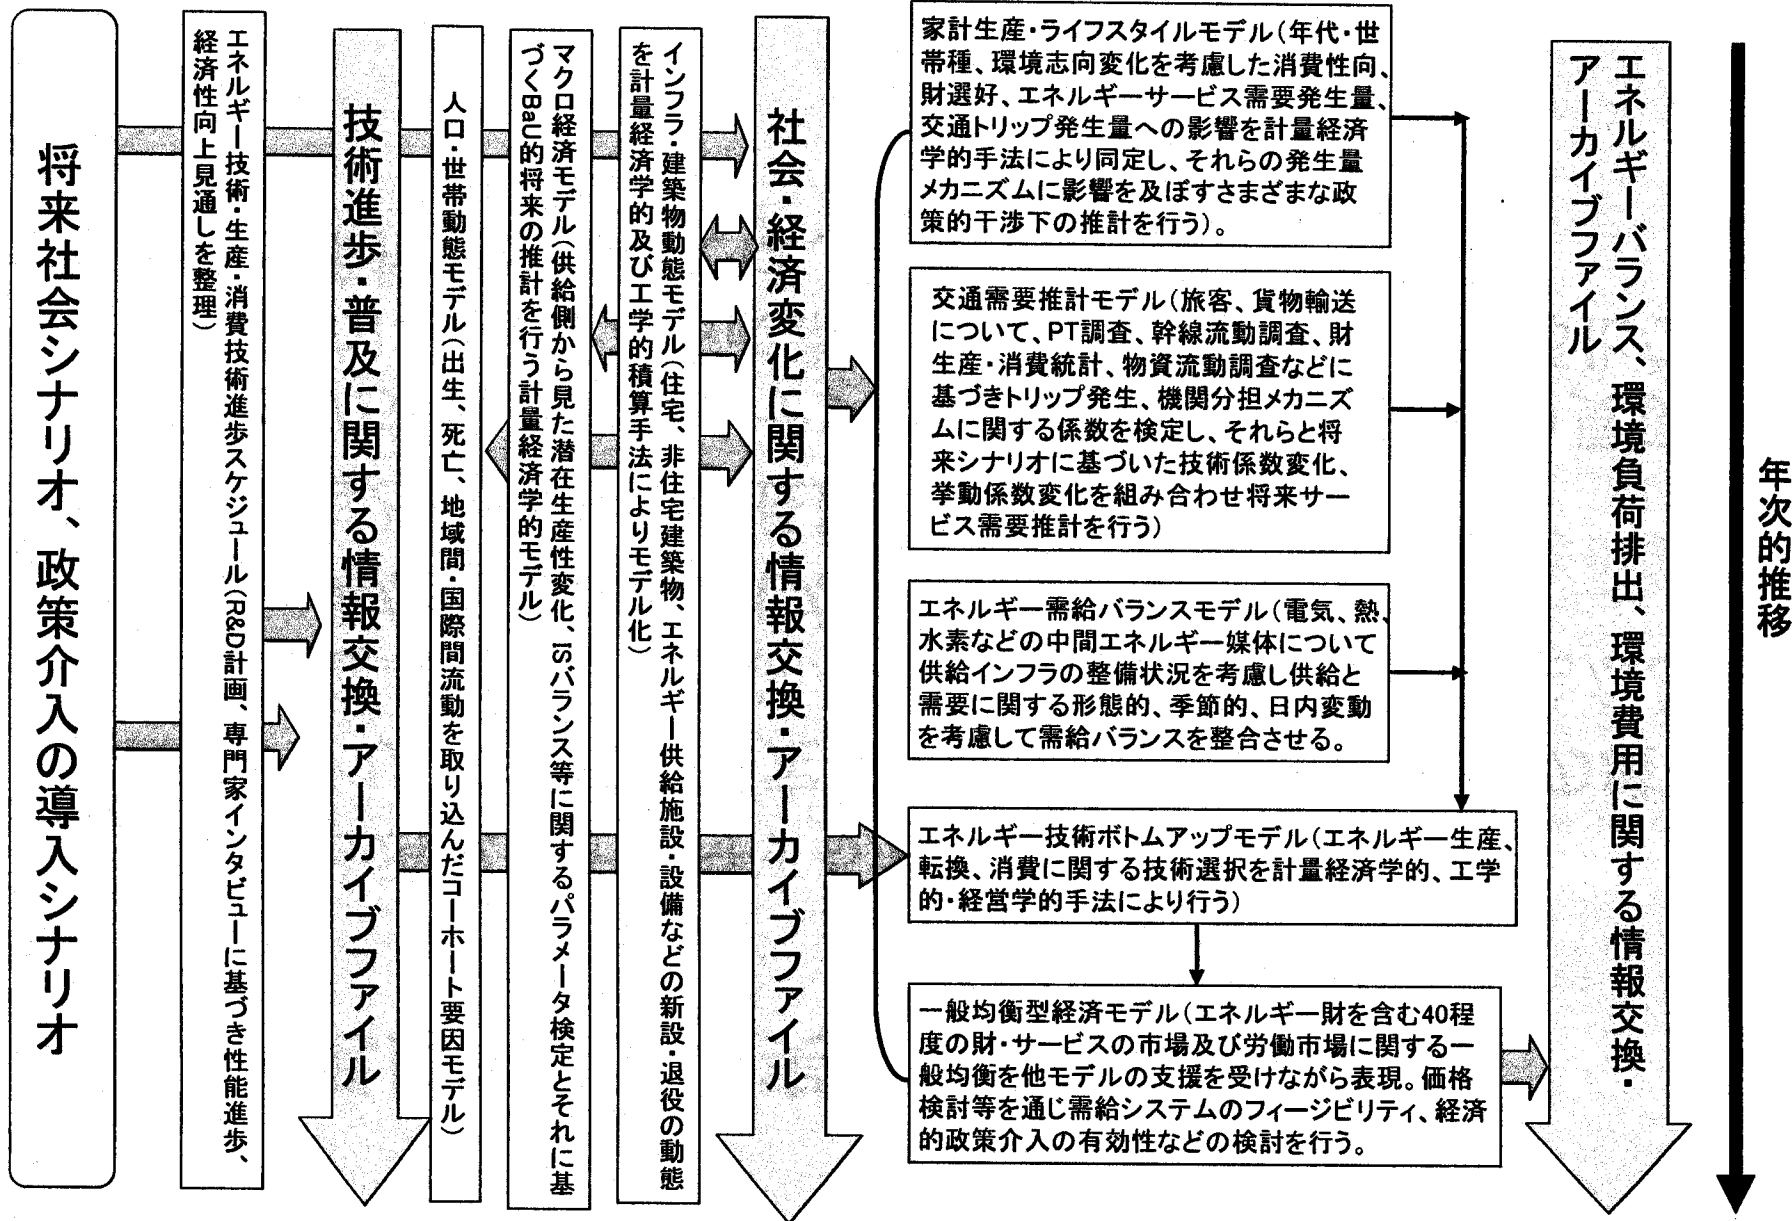 将来社会シナリオ、政策介入の導入シナリオ
エネルギー技術・生産・消費技術進歩スケジュール(R&D計画、専門家インタビューに基づき性能進歩、
経済性向上見通しを整理)
技術進歩・普及に関する情報交換・アーカイブファイル
人口・世帯動態モデル(出生、死亡、地域間・国際間流動を取り込んだコーホート要因モデル)
マクロ経済モデル(供給側から見た潜在生産性変化、ISバランス等に関するパラメータ検定とそれに基
づくBaU的将来の推計を行う計量経済学的モデル)
インフラ・建築物動態モデル(住宅、非住宅建築物、エネルギー供給施設・設備などの新設・退役の動態
を計量経済学的及び工学的積算手法によりモデル化)
社会・経済変化に関する情報交換・アーカイブファイル
家計生産・ライフスタイルモデル(年代・世
帯種、環境志向変化を考慮した消費性向、
財選好、エネルギーサービス需要発生量、
交通トリップ発生量への影響を計量経済
学的手法により同定し、それらの発生量
メカニズムに影響を及ぼすさまざまな政
策的干渉下の推計を行う)。
交通需要推計モデル(旅客、貨物輸送
について、PT調査、幹線流動調査、財
生産・消費統計、物資流動調査などに
基づきトリップ発生、機関分担メカニズ
ムに関する係数を検定し、それらと将
来シナリオに基づいた技術係数変化、
挙動係数変化を組み合わせ将来サー
ビス需要推計を行う)
エネルギー需給バランスモデル(電気、熱、
水素などの中間エネルギー媒体について
供給インフラの整備状況を考慮し供給と
需要に関する形態的、季節的、日内変動
を考慮して需給バランスを整合させる。
エネルギー技術ボトムアップモデル(エネルギー生産、
転換、消費に関する技術選択を計量経済学的、工学
的・経営学的手法により行う)
一般均衡型経済モデル(エネルギー財を含む40程
度の財・サービスの市場及び労働市場に関する一
般均衡を他モデルの支援を受けながら表現。価格
検討等を通じ需給システムのフィージビリティ、経済
的政策介入の有効性などの検討を行う。
エネルギーバランス、環境負荷排出、環境費用に関する情報交換・
アーカイブファイル
年次的推移